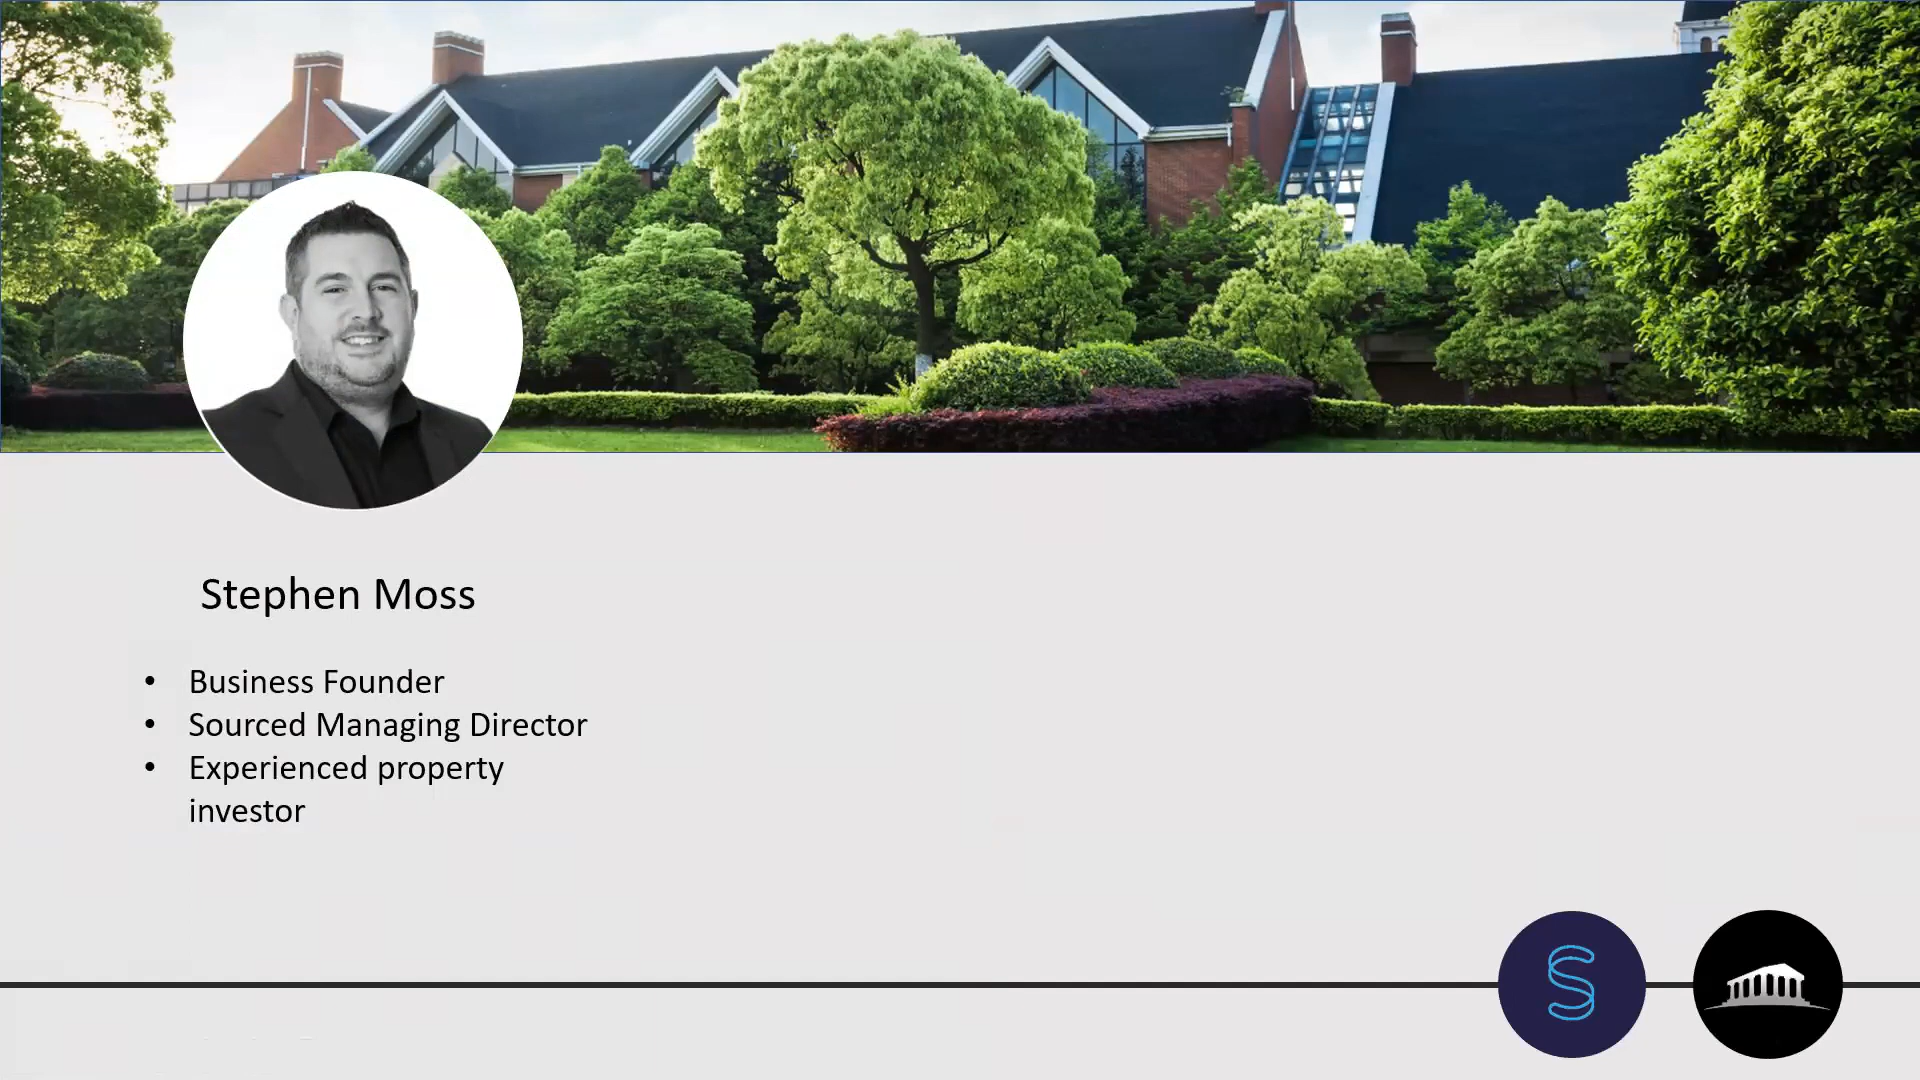 Stephen Moss
• Business Founder
• Sourced Managing Director
• Experienced property
investor
S